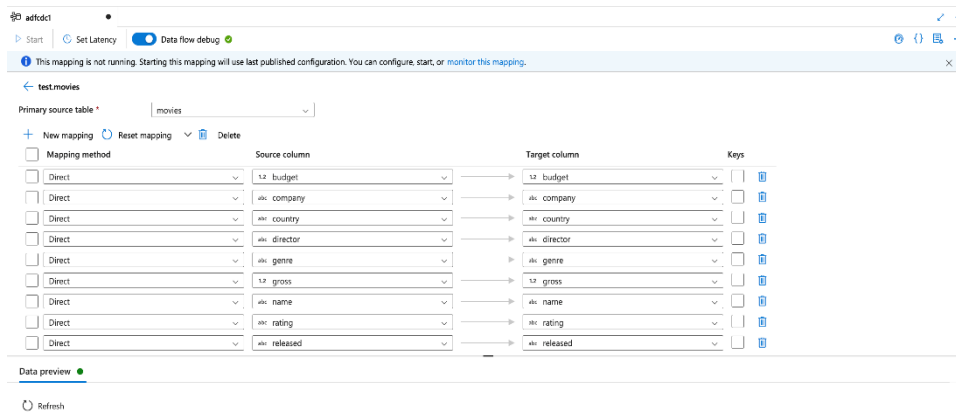 adfcdc1
Start Set Latency Data flow debug
This mapping is not running. Starting this mapping will use last published configuration. You can configure, start, or monitor this mapping.
test.movies
Primary source table * movies
New mapping Reset mapping Delete
Mapping method Source column Target column Keys
Direct 1.2 budget 1.2 budget
Direct abc company abc company
Direct abc country abc country
Direct abc director abc director
Direct abc genre abc genre
Direct 1.2 gross 1.2 gross
Direct abc name abc name
Direct abc rating abc rating
Direct abc released abc released
Data preview
Refresh